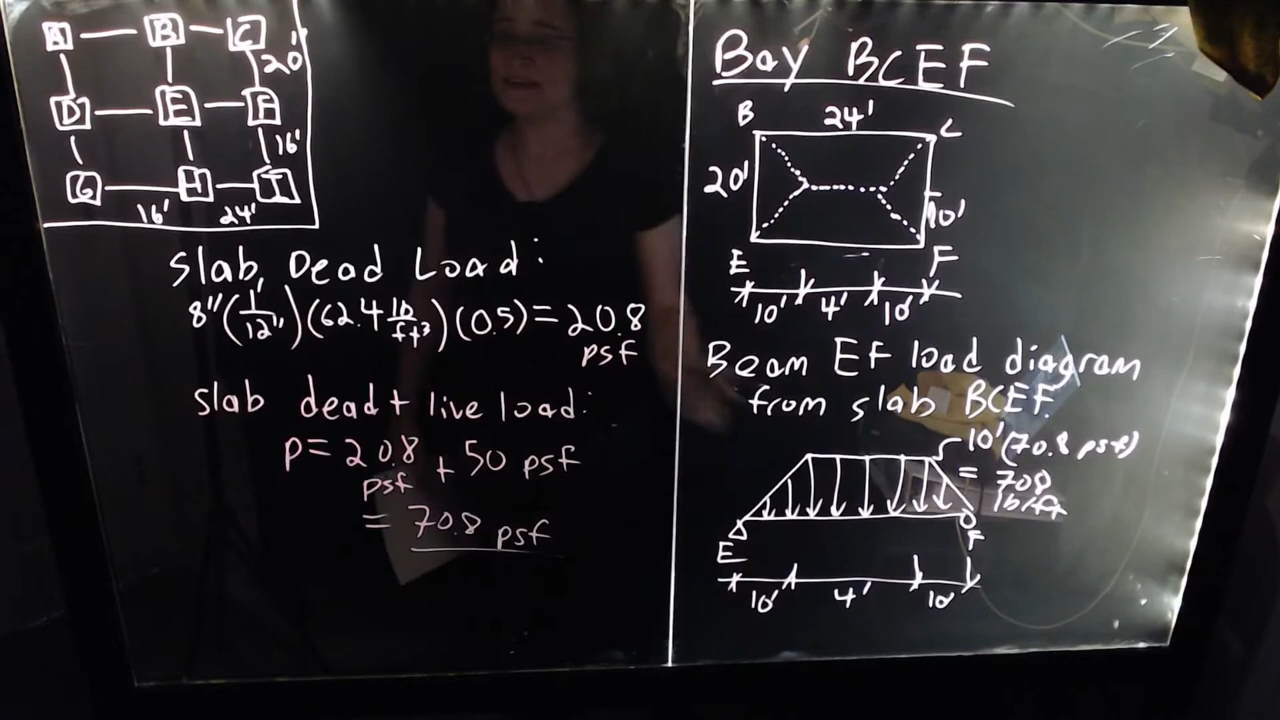 A B C
20'
D E F
16'
G H I
16' 24'
Slab Dead Load:
8"(1'/12")(62.4 lb/ft³)(0.5) = 20.8 psf
slab dead + live load:
p = 20.8 psf + 50 psf
= 70.8 psf
Bay BCEF
B 24' C
20'
10'
E F
10' 4' 10'
Beam EF load diagram
from slab BCEF.
10'(70.8 psf)
= 708 lb/ft
E F
10' 4' 10'